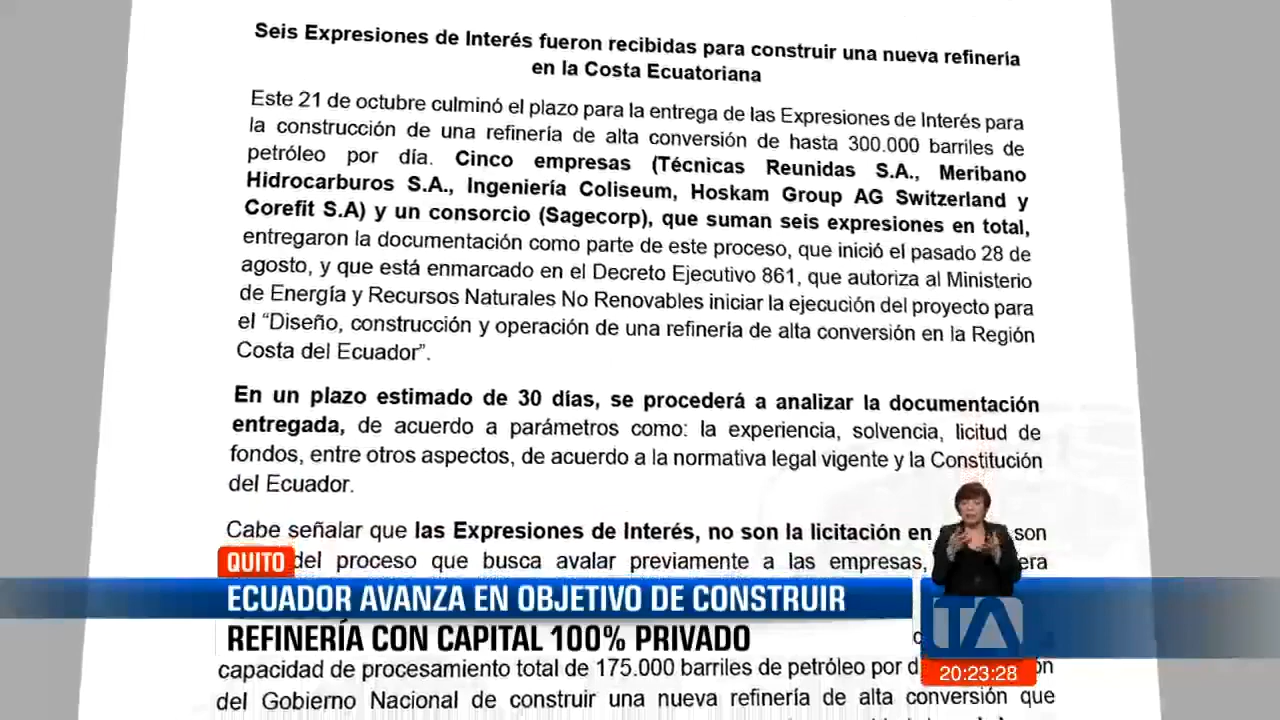 Seis Expresiones de Interés fueron recibidas para construir una nueva refinería
en la Costa Ecuatoriana
Este 21 de octubre culminó el plazo para la entrega de las Expresiones de Interés para
la construcción de una refinería de alta conversión de hasta 300.000 barriles de
petróleo por día. Cinco empresas (Técnicas Reunidas S.A., Meribano
Hidrocarburos S.A., Ingeniería Coliseum, Hoskam Group AG Switzerland y
Corefit S.A) y un consorcio (Sagecorp), que suman seis expresiones en total,
entregaron la documentación como parte de este proceso, que inició el pasado 28 de
agosto, y que está enmarcado en el Decreto Ejecutivo 861, que autoriza al Ministerio
de Energía y Recursos Naturales No Renovables iniciar la ejecución del proyecto para
el “Diseño, construcción y operación de una refinería de alta conversión en la Región
Costa del Ecuador”.
En un plazo estimado de 30 días, se procederá a analizar la documentación
entregada, de acuerdo a parámetros como: la experiencia, solvencia, licitud de
fondos, entre otros aspectos, de acuerdo a la normativa legal vigente y la Constitución
del Ecuador.
Cabe señalar que las Expresiones de Interés, no son la licitación en son
del proceso que busca avalar previamente a las empresas,
QUITO
ECUADOR AVANZA EN OBJETIVO DE CONSTRUIR
REFINERÍA CON CAPITAL 100% PRIVADO
TA
20:23:28
capacidad de procesamiento total de 175.000 barriles de petróleo por
del Gobierno Nacional de construir una nueva refinería de alta conversión que